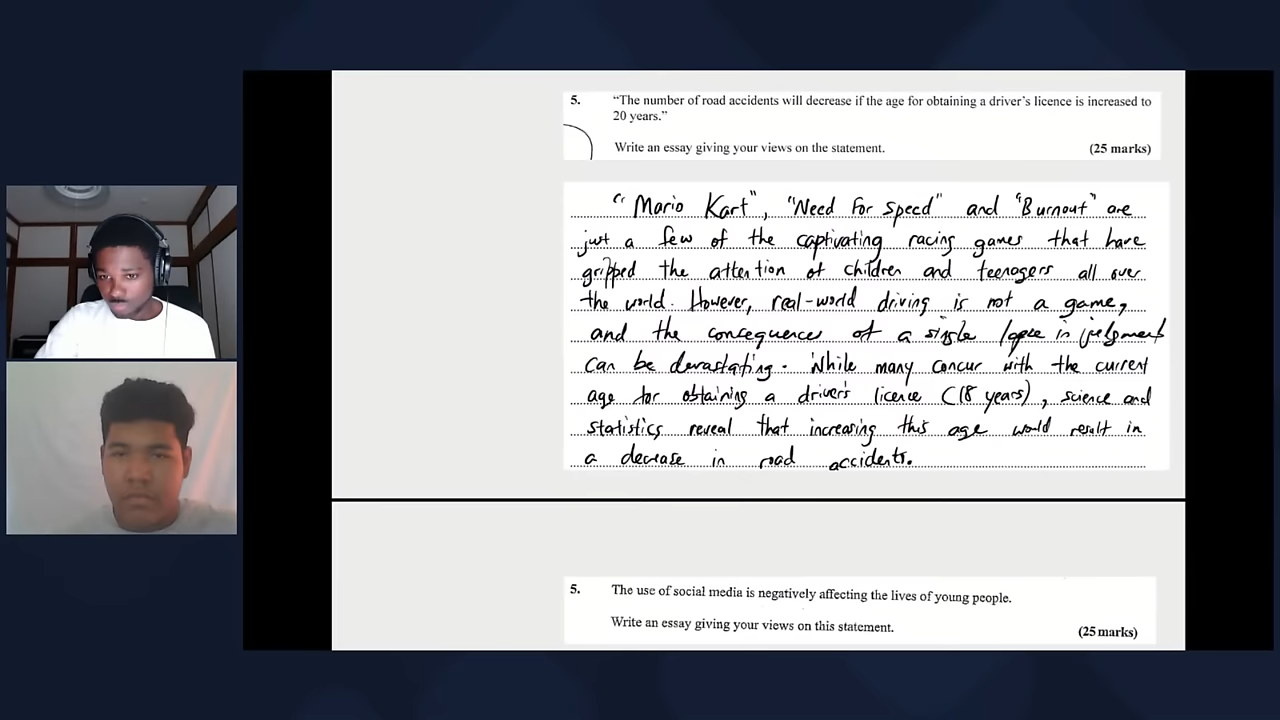 5. “The number of road accidents will decrease if the age for obtaining a driver’s licence is increased to
20 years.”
Write an essay giving your views on the statement. (25 marks)
“Mario Kart”, “Need For Speed” and “Burnout” are
just a few of the captivating racing games that have
gripped the attention of children and teenagers all over
the world. However, real-world driving is not a game,
and the consequences of a single lapse in judgment
can be devastating. While many concur with the current
age for obtaining a driver's licence (18 years), science and
statistics reveal that increasing this age would result in
a decrease in road accidents.
5. The use of social media is negatively affecting the lives of young people.
Write an essay giving your views on this statement. (25 marks)